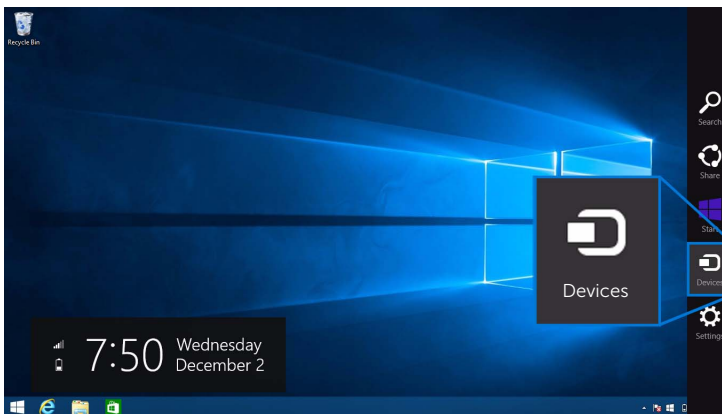 Recycle Bin
Search
Share
Start
Devices
Devices
Settings
7:50
Wednesday
December 2